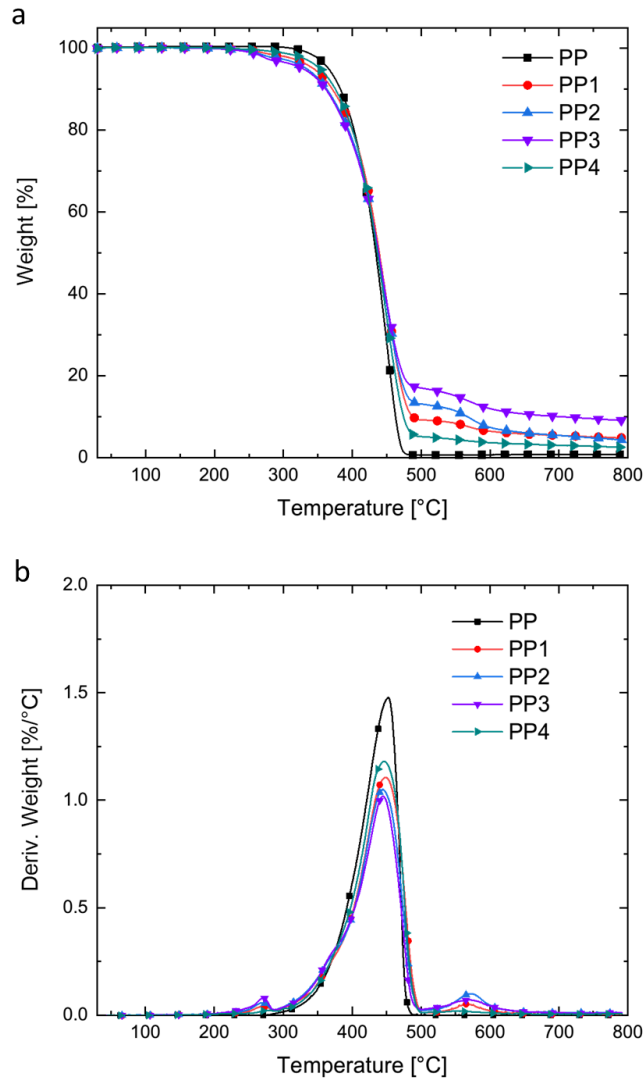 a
100
80
60
40
20
0
Weight [%]
PP
PP1
PP2
PP3
PP4
100 200 300 400 500 600 700 800
Temperature [°C]
b
2.0
1.5
1.0
0.5
0.0
Deriv. Weight [%/°C]
PP
PP1
PP2
PP3
PP4
100 200 300 400 500 600 700 800
Temperature [°C]